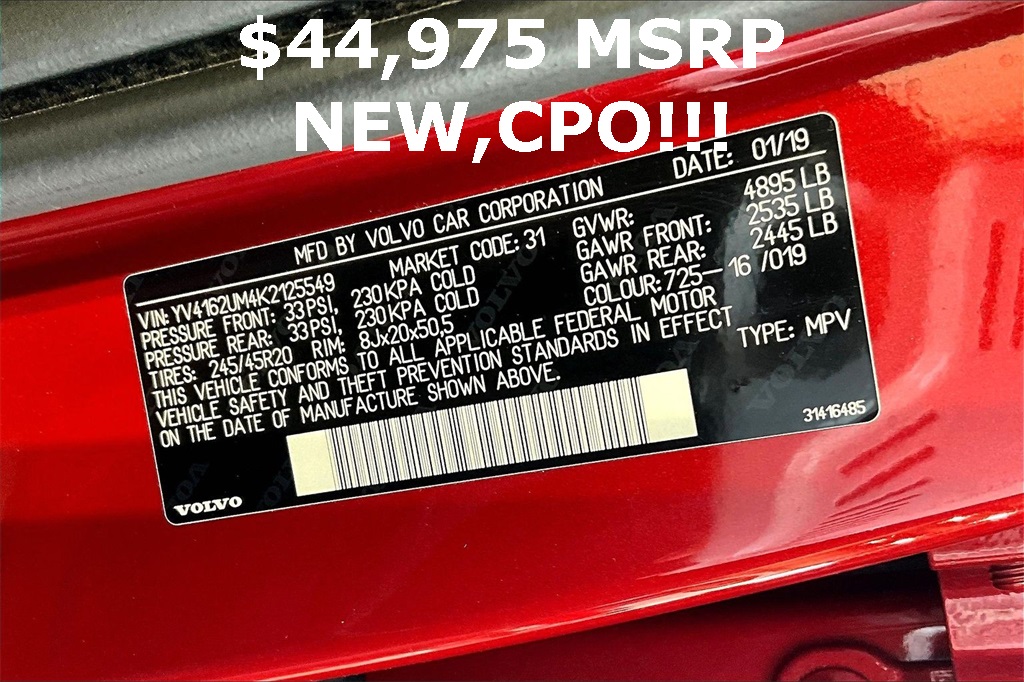 $44,975 MSRP
NEW,CPO!!!
MFD BY VOLVO CAR CORPORATION DATE: 01/19
VIN: YV4162UM4K2125549 MARKET CODE: 31 GVWR: 4895 LB
PRESSURE FRONT: 33PSI, 230KPA COLD GAWR FRONT: 2535 LB
PRESSURE REAR: 33PSI, 230KPA COLD GAWR REAR: 2445 LB
TIRES: 245/45R20 RIM: 8Jx20x50,5 COLOUR: 725-16 /019
THIS VEHICLE CONFORMS TO ALL APPLICABLE FEDERAL MOTOR
VEHICLE SAFETY AND THEFT PREVENTION STANDARDS IN EFFECT
ON THE DATE OF MANUFACTURE SHOWN ABOVE. TYPE: MPV
31416485
VOLVO